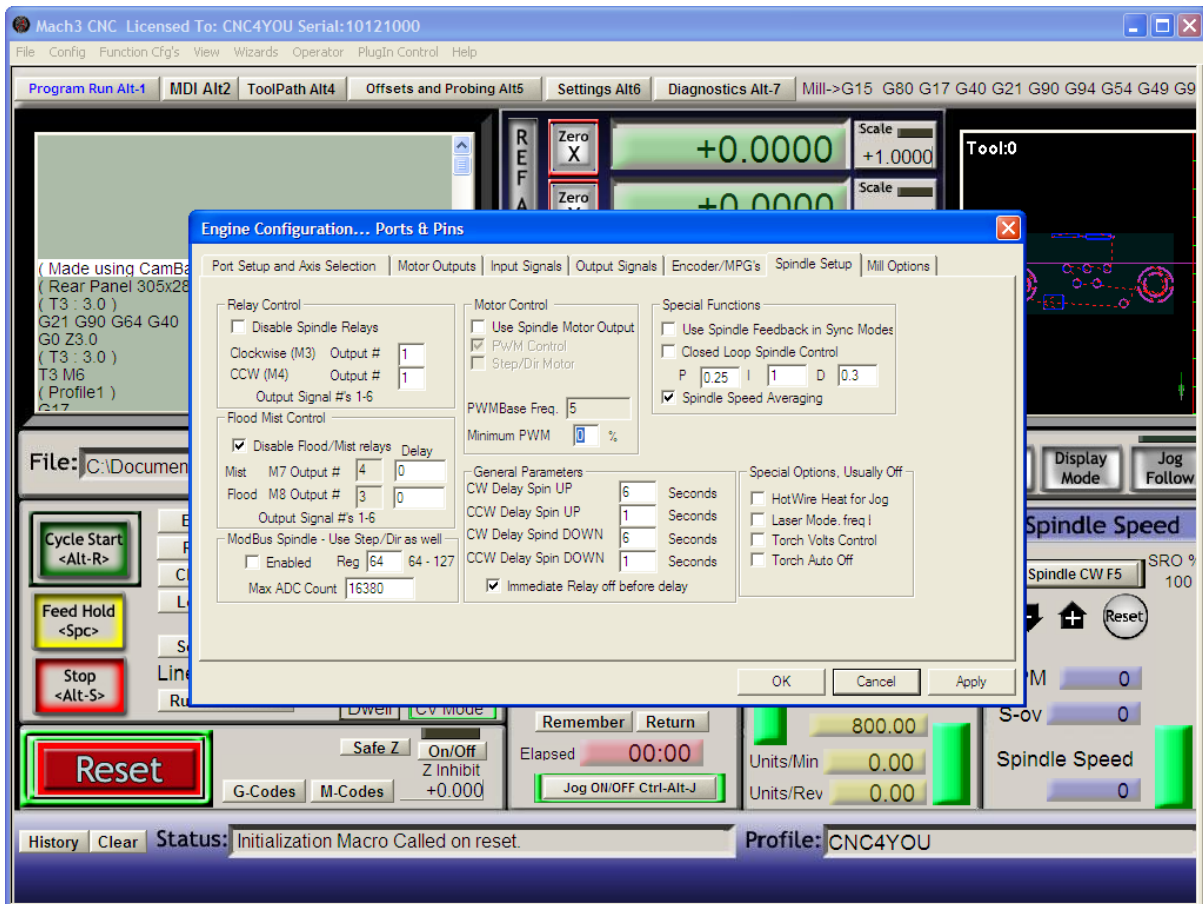 Mach3 CNC Licensed To: CNC4YOU Serial:10121000
File Config Function Cfg's View Wizards Operator PlugIn Control Help
Program Run Alt-1 MDI Alt2 ToolPath Alt4 Offsets and Probing Alt5 Settings Alt6 Diagnostics Alt-7 Mill->G15 G80 G17 G40 G21 G90 G94 G54 G49 G9
REF A
Zero X +0.0000 Scale +1.0000
Zero +0.0000 Scale
Tool:0
( Made using CamBa
( Rear Panel 305x28
( T3 : 3.0 )
G21 G90 G64 G40
G0 Z3.0
( T3 : 3.0 )
T3 M6
( Profile1 )
G17
Engine Configuration... Ports & Pins
Port Setup and Axis Selection Motor Outputs Input Signals Output Signals Encoder/MPG's Spindle Setup Mill Options
Relay Control
Disable Spindle Relays
Clockwise (M3) Output # 1
CCW (M4) Output # 1
Output Signal #'s 1-6
Flood Mist Control
Disable Flood/Mist relays Delay
Mist M7 Output # 4 0
Flood M8 Output # 3 0
Output Signal #'s 1-6
ModBus Spindle - Use Step/Dir as well
Enabled Reg 64 64 - 127
Max ADC Count 16380
Motor Control
Use Spindle Motor Output
PWM Control
Step/Dir Motor
PWMBase Freq. 5
Minimum PWM 0 %
General Parameters
CW Delay Spin UP 6 Seconds
CCW Delay Spin UP 1 Seconds
CW Delay Spind DOWN 6 Seconds
CCW Delay Spin DOWN 1 Seconds
Immediate Relay off before delay
Special Functions
Use Spindle Feedback in Sync Modes
Closed Loop Spindle Control
P 0.25 I 1 D 0.3
Spindle Speed Averaging
Special Options, Usually Off
HotWire Heat for Jog
Laser Mode. freq
Torch Volts Control
Torch Auto Off
OK Cancel Apply
File: C:\Documen
Display Mode
Jog Follow
Cycle Start
<Alt-R>
Feed Hold
<Spc>
Stop
<Alt-S>
Line
Ru
Dwell CV Mode
Reset
Safe Z On/Off
Z Inhibit
+0.000
G-Codes M-Codes
Remember Return
Elapsed 00:00
Jog ON/OFF Ctrl-Alt-J
800.00
Units/Min 0.00
Units/Rev 0.00
Spindle Speed
Spindle CW F5
SRO %
100
Reset
PM 0
S-ov 0
Spindle Speed
0
History Clear Status: Initialization Macro Called on reset. Profile: CNC4YOU